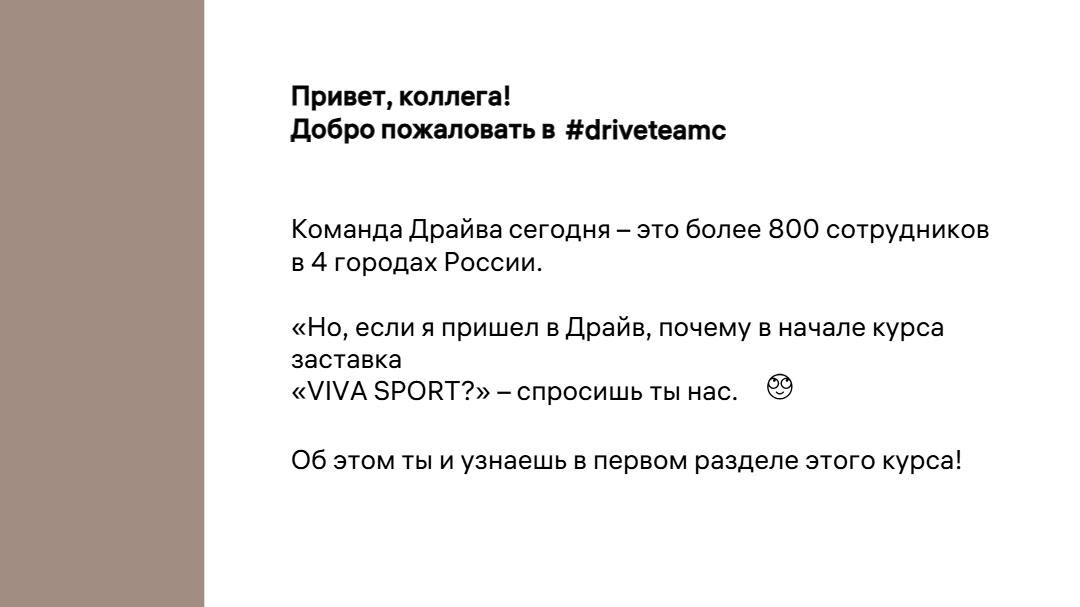 Привет, коллега!
Добро пожаловать в #driveteamc
Команда Драйва сегодня – это более 800 сотрудников
в 4 городах России.
«Но, если я пришел в Драйв, почему в начале курса
заставка
«VIVA SPORT?» – спросишь ты нас.
Об этом ты и узнаешь в первом разделе этого курса!